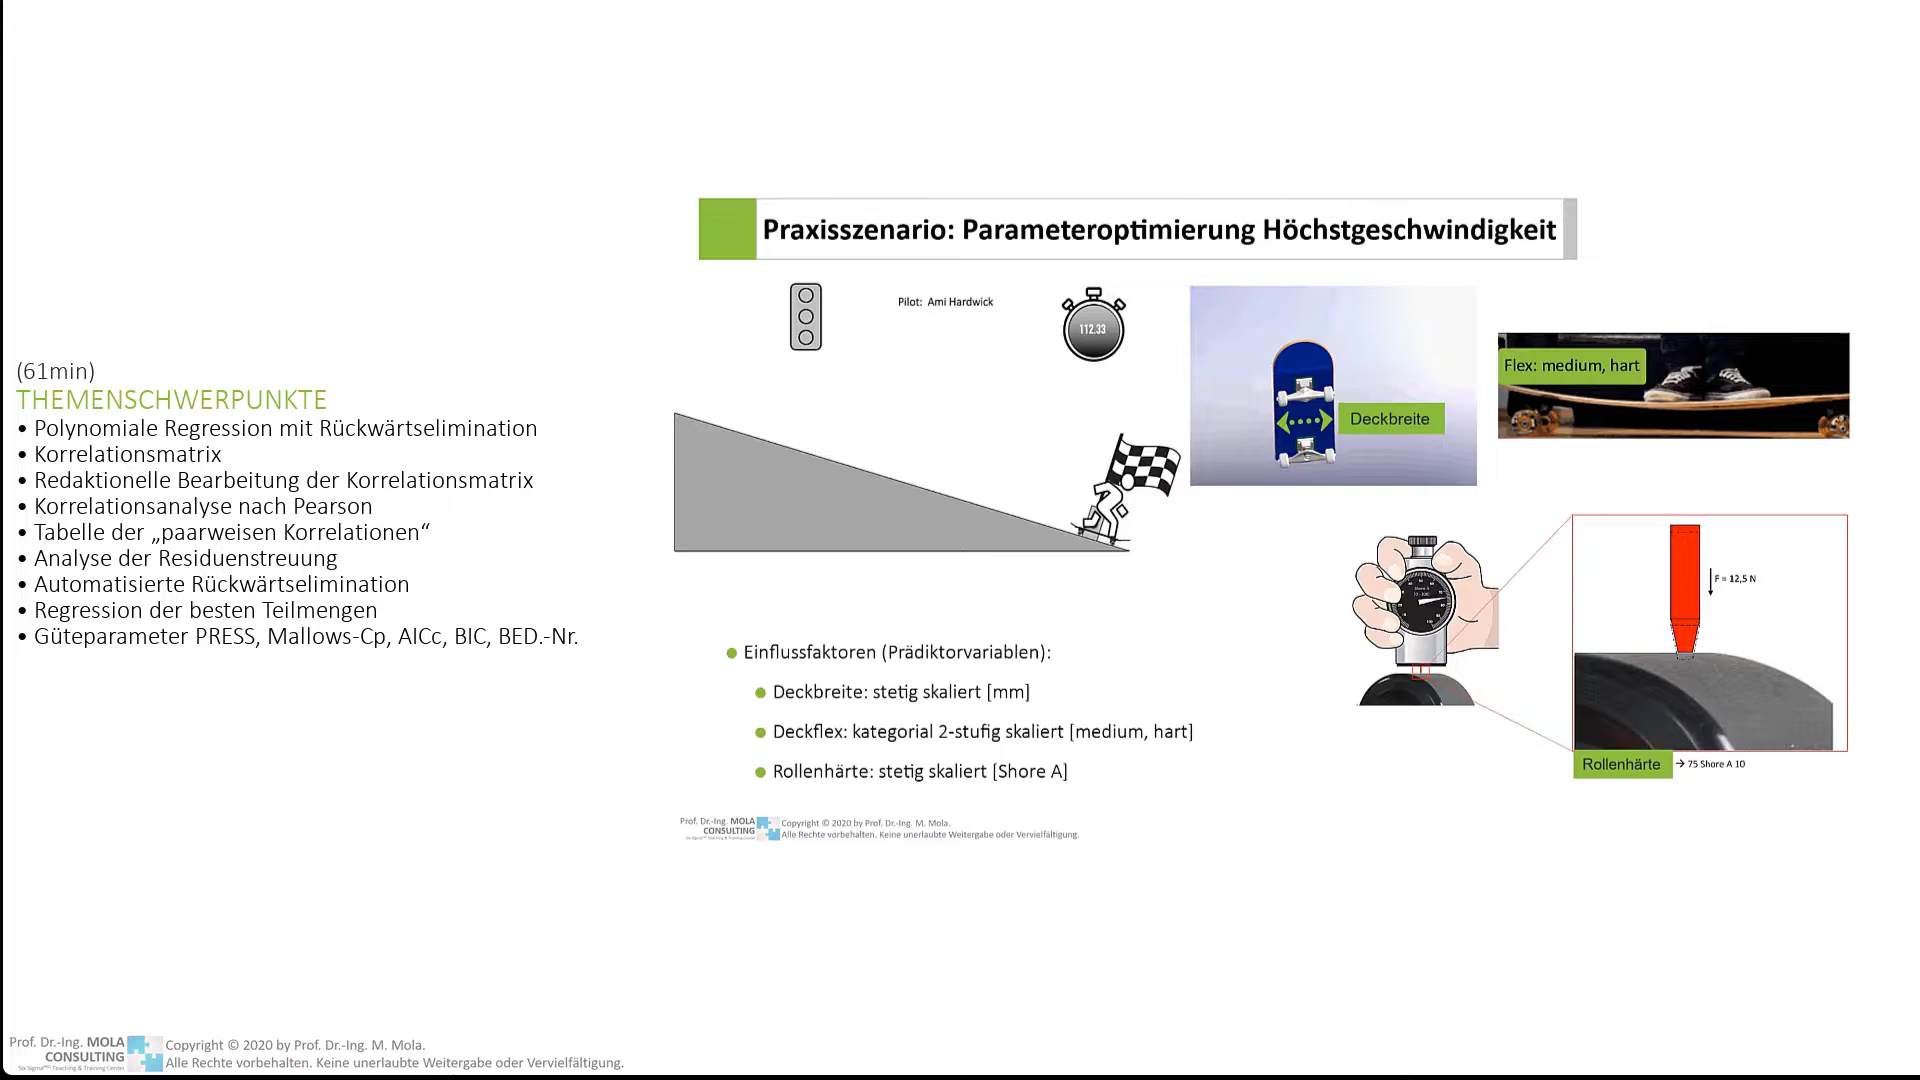 (61min)
THEMENSCHWERPUNKTE
• Polynomiale Regression mit Rückwärtselimination
• Korrelationsmatrix
• Redaktionelle Bearbeitung der Korrelationsmatrix
• Korrelationsanalyse nach Pearson
• Tabelle der „paarweisen Korrelationen“
• Analyse der Residuenstreuung
• Automatisierte Rückwärtselimination
• Regression der besten Teilmengen
• Güteparameter PRESS, Mallows-Cp, AICc, BIC, BED.-Nr.
Praxisszenario: Parameteroptimierung Höchstgeschwindigkeit
Pilot: Ami Hardwick
112.33
Deckbreite
Flex: medium, hart
F = 12,5 N
Rollenhärte → 75 Shore A 10
• Einflussfaktoren (Prädiktorvariablen):
• Deckbreite: stetig skaliert [mm]
• Deckflex: kategorial 2-stufig skaliert [medium, hart]
• Rollenhärte: stetig skaliert [Shore A]
Prof. Dr.-Ing. MOLA
CONSULTING
Copyright © 2020 by Prof. Dr.-Ing. M. Mola.
Alle Rechte vorbehalten. Keine unerlaubte Weitergabe oder Vervielfältigung.
Prof. Dr.-Ing. MOLA
CONSULTING
Six Sigma Teaching & Training Center
Copyright © 2020 by Prof. Dr.-Ing. M. Mola.
Alle Rechte vorbehalten. Keine unerlaubte Weitergabe oder Vervielfältigung.